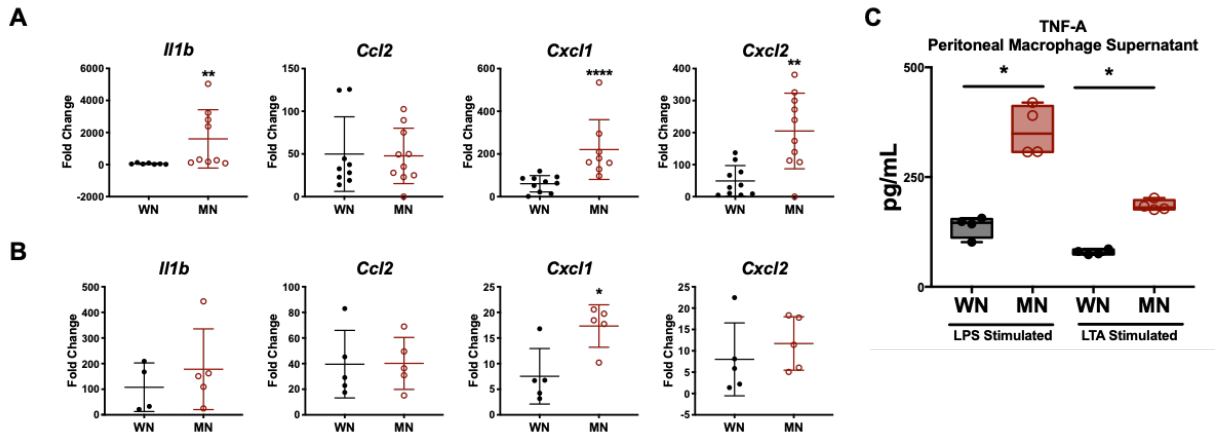 A
Il1b
Fold Change
6000
4000
2000
0
-2000
**
WN
MN
Ccl2
Fold Change
150
100
50
0
WN
MN
Cxcl1
Fold Change
600
400
200
0
****
WN
MN
Cxcl2
Fold Change
400
300
200
100
0
**
WN
MN
B
Il1b
Fold Change
500
400
300
200
100
0
WN
MN
Ccl2
Fold Change
100
80
60
40
20
0
WN
MN
Cxcl1
Fold Change
25
20
15
10
5
0
*
WN
MN
Cxcl2
Fold Change
25
20
15
10
5
0
-5
WN
MN
C
TNF-A
Peritoneal Macrophage Supernatant
pg/mL
500
250
0
*
*
WN
MN
WN
MN
LPS Stimulated
LTA Stimulated